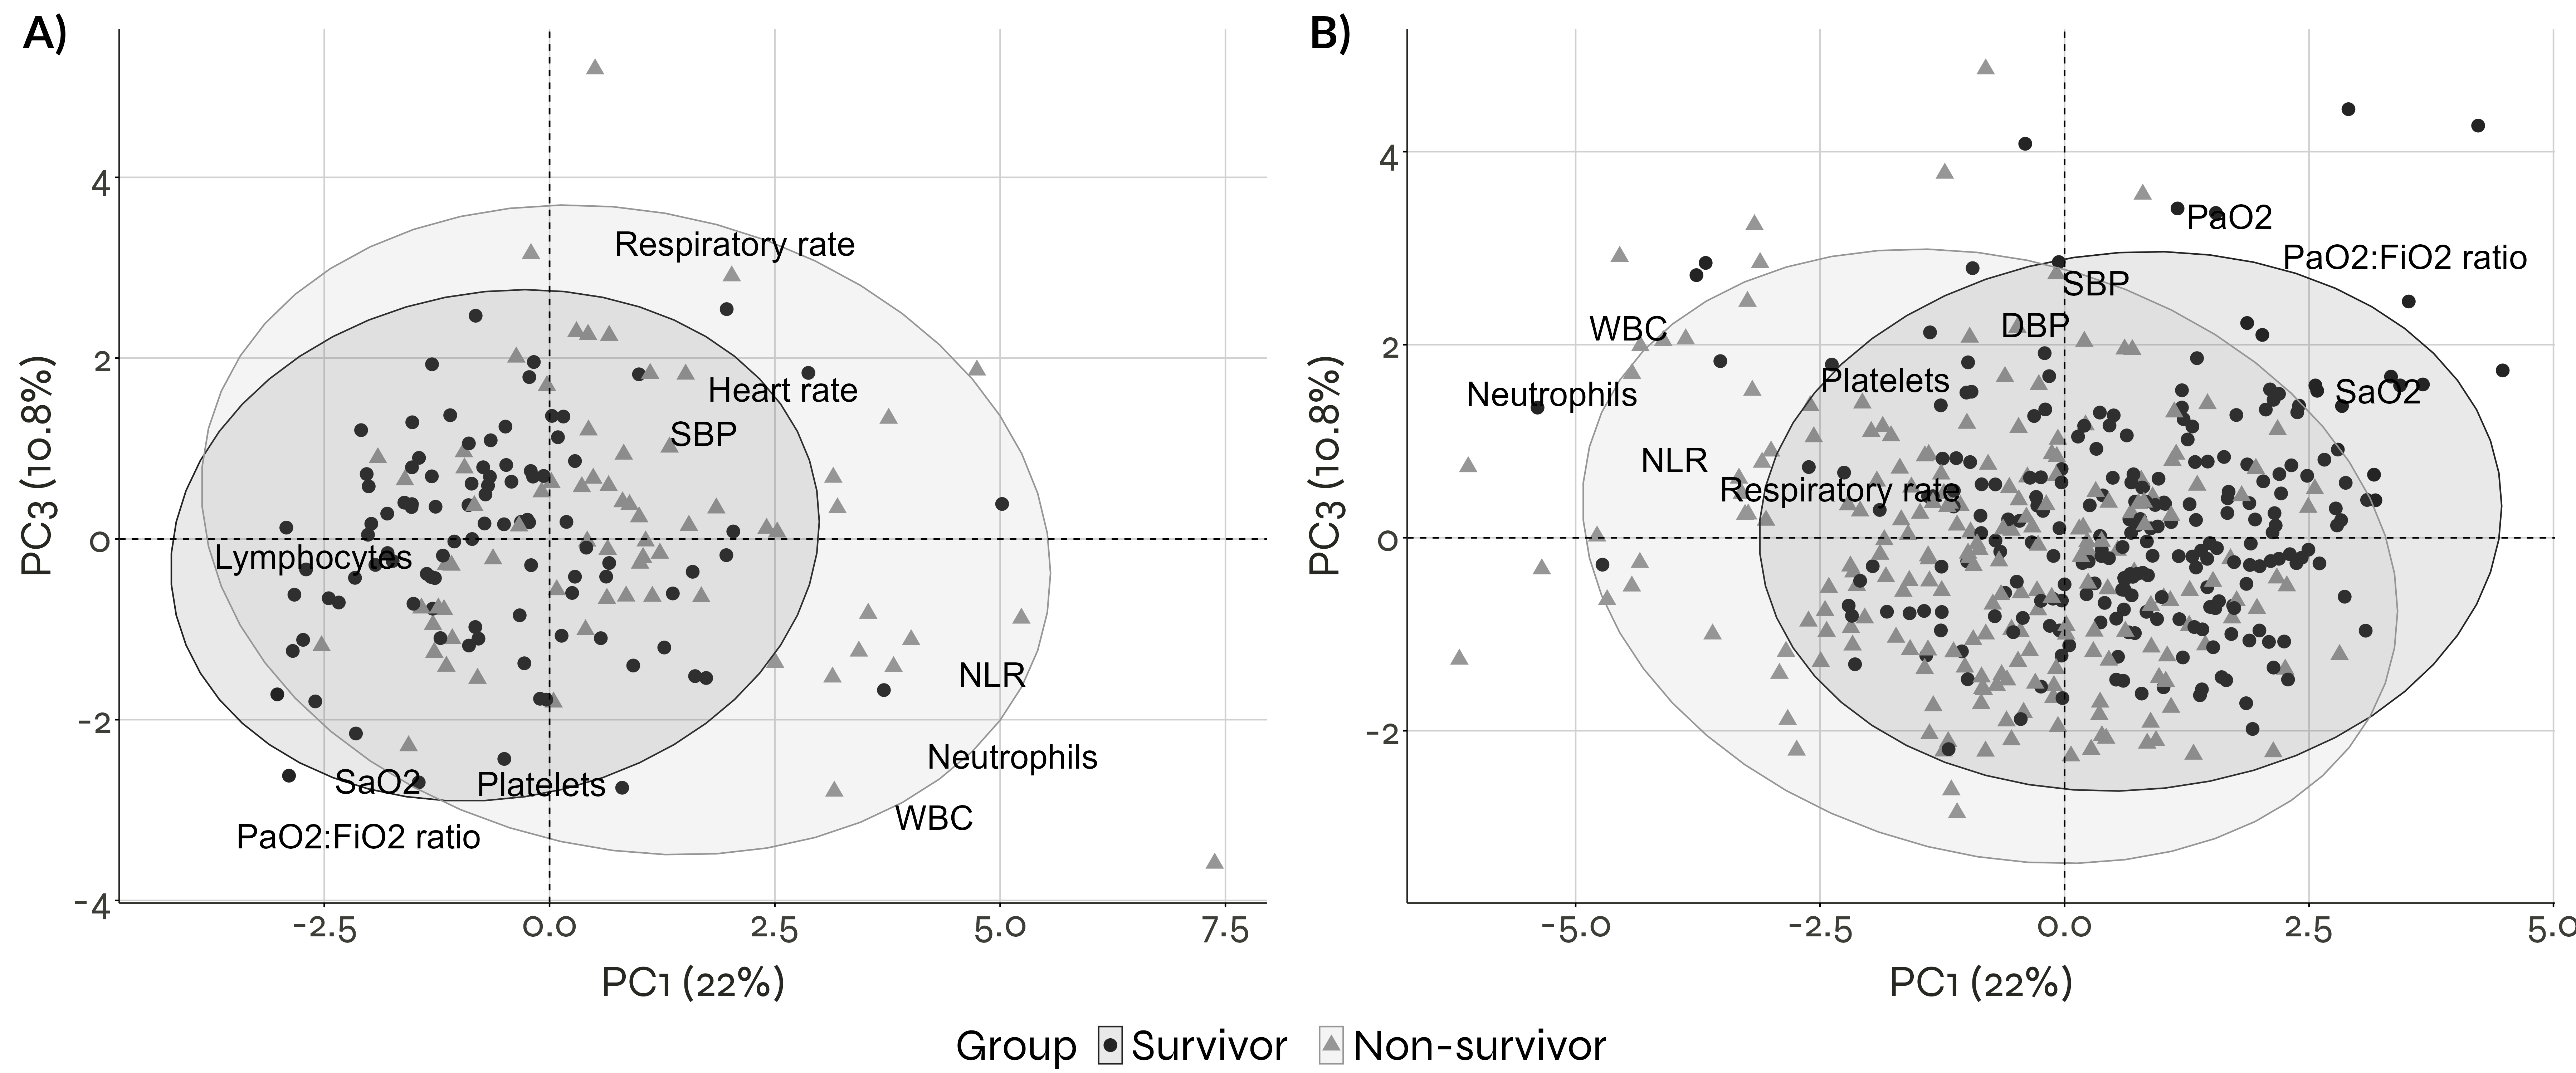 A)
4
2
0
-2
-4
PC3 (10.8%)
Respiratory rate
Heart rate
SBP
Lymphocytes
NLR
Neutrophils
SaO2
Platelets
WBC
PaO2:FiO2 ratio
-2.5 0.0 2.5 5.0 7.5
PC1 (22%)
B)
4
2
0
-2
PC3 (10.8%)
PaO2
PaO2:FiO2 ratio
SBP
WBC
DBP
Platelets
Neutrophils
SaO2
NLR
Respiratory rate
-5.0 -2.5 0.0 2.5 5.0
PC1 (22%)
Group Survivor Non-survivor